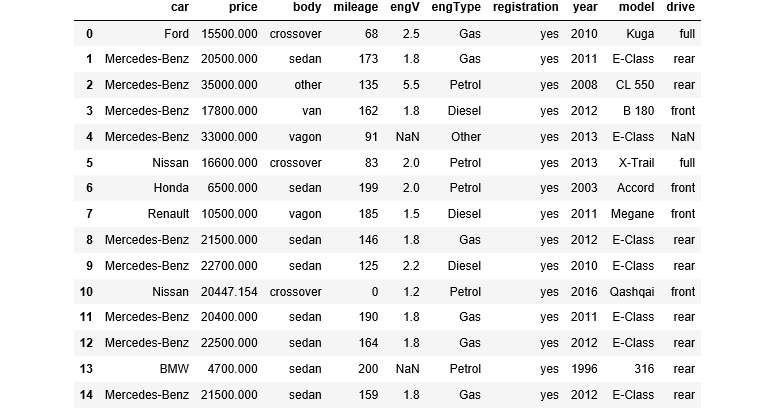 car price body mileage engV engType registration year model drive
0 Ford 15500.000 crossover 68 2.5 Gas yes 2010 Kuga full
1 Mercedes-Benz 20500.000 sedan 173 1.8 Gas yes 2011 E-Class rear
2 Mercedes-Benz 35000.000 other 135 5.5 Petrol yes 2008 CL 550 rear
3 Mercedes-Benz 17800.000 van 162 1.8 Diesel yes 2012 B 180 front
4 Mercedes-Benz 33000.000 vagon 91 NaN Other yes 2013 E-Class NaN
5 Nissan 16600.000 crossover 83 2.0 Petrol yes 2013 X-Trail full
6 Honda 6500.000 sedan 199 2.0 Petrol yes 2003 Accord front
7 Renault 10500.000 vagon 185 1.5 Diesel yes 2011 Megane front
8 Mercedes-Benz 21500.000 sedan 146 1.8 Gas yes 2012 E-Class rear
9 Mercedes-Benz 22700.000 sedan 125 2.2 Diesel yes 2010 E-Class rear
10 Nissan 20447.154 crossover 0 1.2 Petrol yes 2016 Qashqai front
11 Mercedes-Benz 20400.000 sedan 190 1.8 Gas yes 2011 E-Class rear
12 Mercedes-Benz 22500.000 sedan 164 1.8 Gas yes 2012 E-Class rear
13 BMW 4700.000 sedan 200 NaN Petrol yes 1996 316 rear
14 Mercedes-Benz 21500.000 sedan 159 1.8 Gas yes 2012 E-Class rear